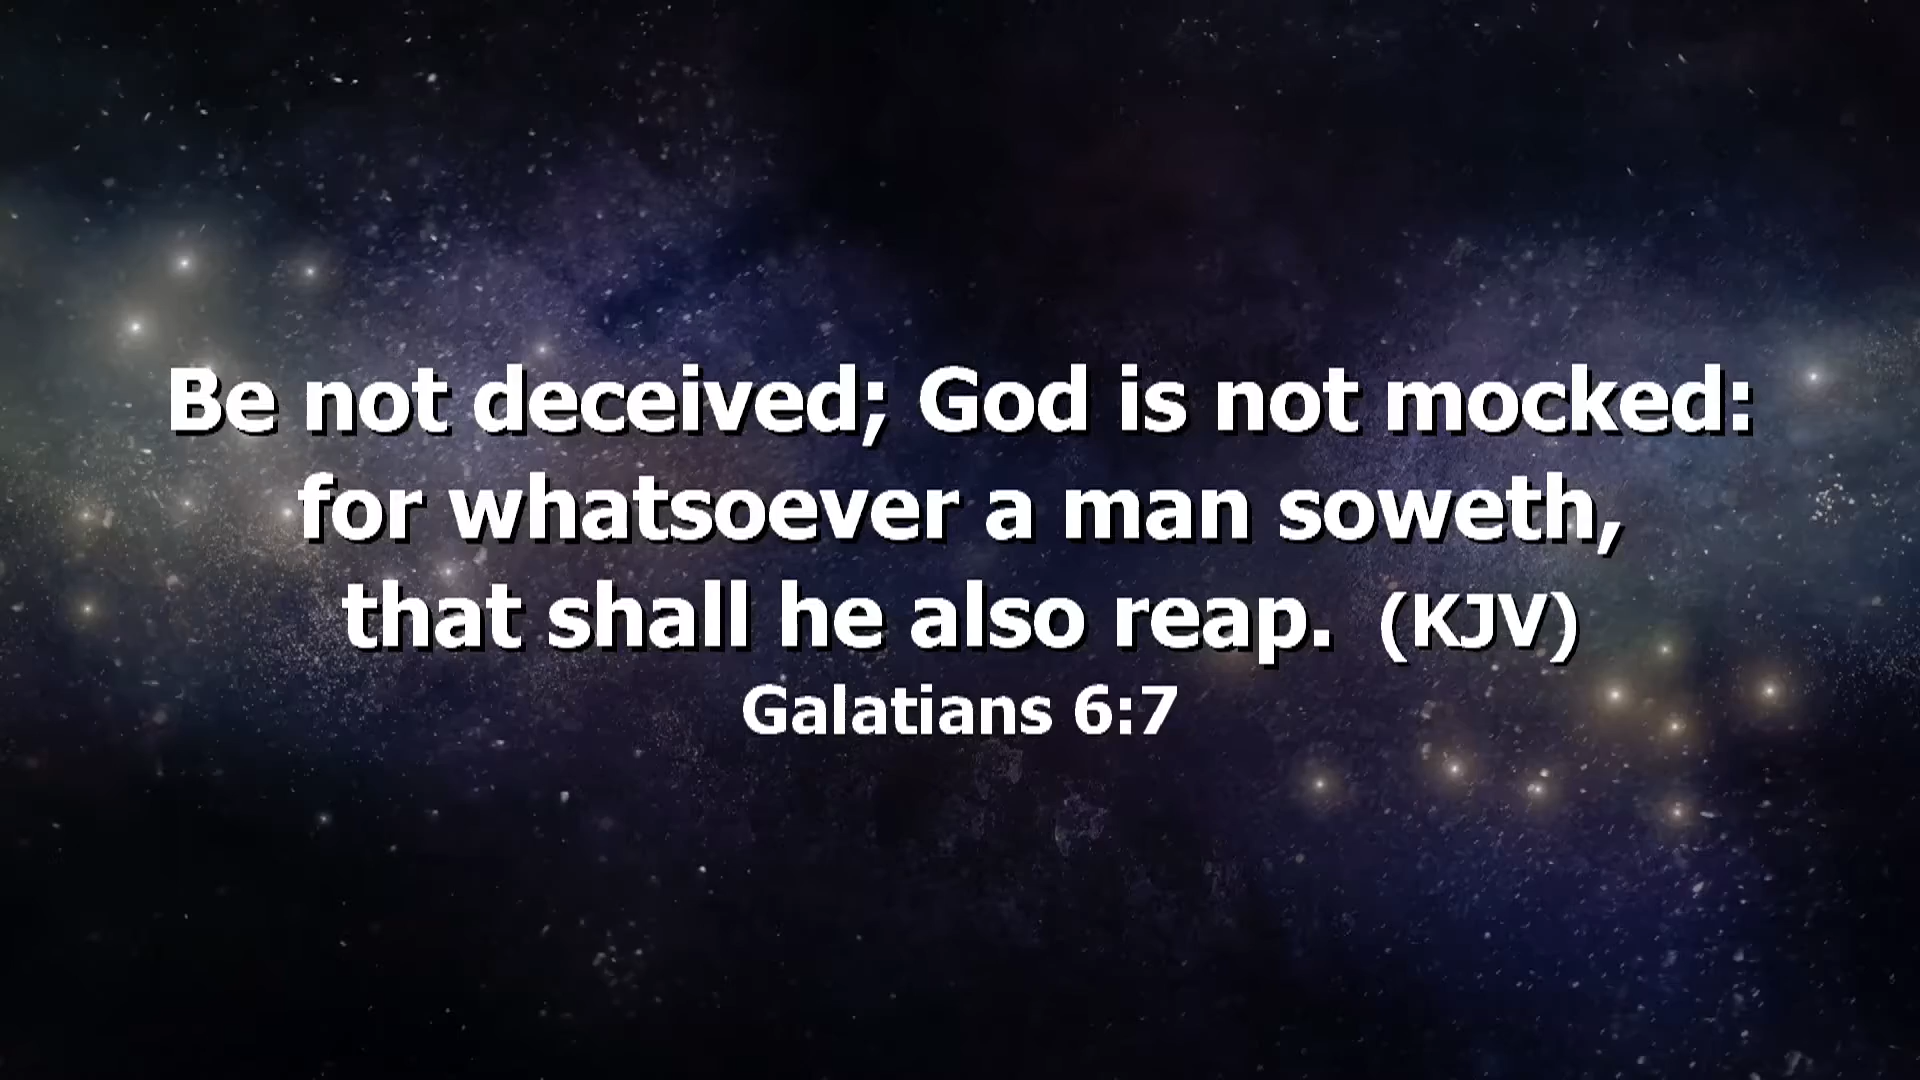 Be not deceived; God is not mocked:
for whatsoever a man soweth,
that shall he also reap. (KJV)
Galatians 6:7